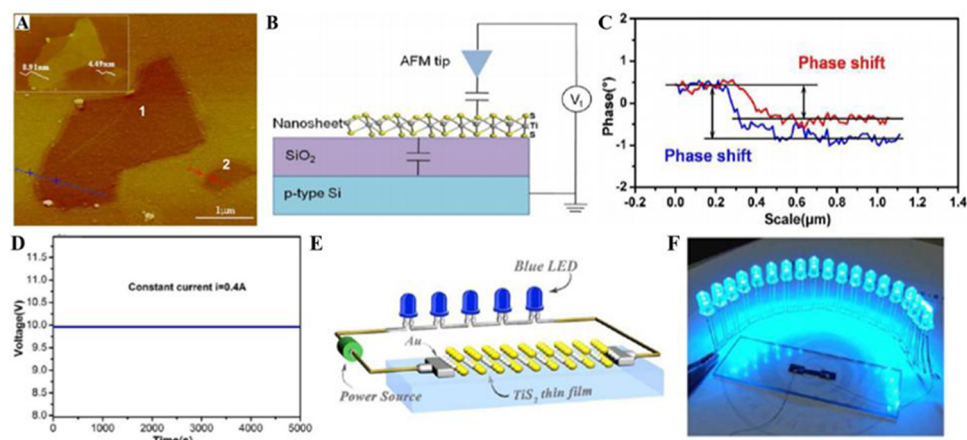 A
8.91nm
4.49nm
1
2
1μm
B
AFM tip
Nanosheet
S
Ti
S
SiO2
p-type Si
V1
C
Phase(°)
2
1
0
-1
-2
Phase shift
Phase shift
-0.2 0.0 0.2 0.4 0.6 0.8 1.0 1.2 1.4
Scale(μm)
D
Voltage(V)
11.5
11.0
10.5
10.0
9.5
9.0
8.5
8.0
Constant current i=0.4A
0 1000 2000 3000 4000 5000
Time(s)
E
Blue LED
Au
Power Source
TiS2 thin film
F